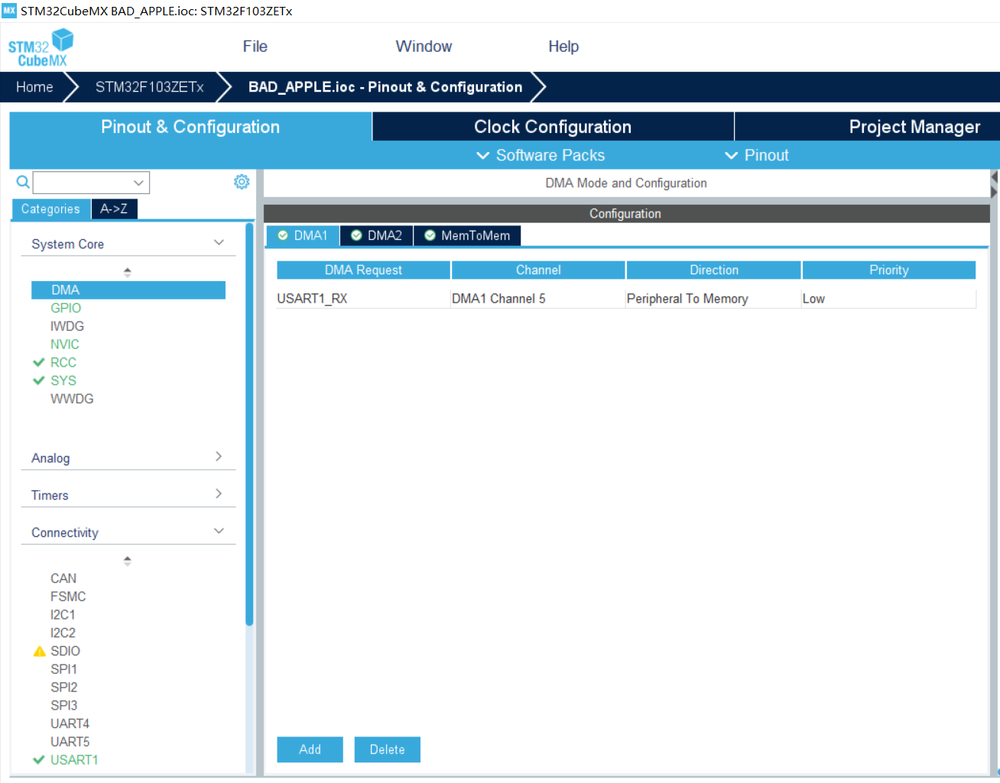 MX STM32CubeMX BAD_APPLE.ioc: STM32F103ZETx
STM32
CubeMX
File Window Help
Home STM32F103ZETx BAD_APPLE.ioc - Pinout & Configuration
Pinout & Configuration Clock Configuration Project Manager
Software Packs Pinout
DMA Mode and Configuration
Categories A->Z
Configuration
DMA1 DMA2 MemToMem
System Core
DMA Request Channel Direction Priority
USART1_RX DMA1 Channel 5 Peripheral To Memory Low
DMA
GPIO
IWDG
NVIC
RCC
SYS
WWDG
Analog
Timers
Connectivity
CAN
FSMC
I2C1
I2C2
SDIO
SPI1
SPI2
SPI3
UART4
UART5
USART1
Add Delete